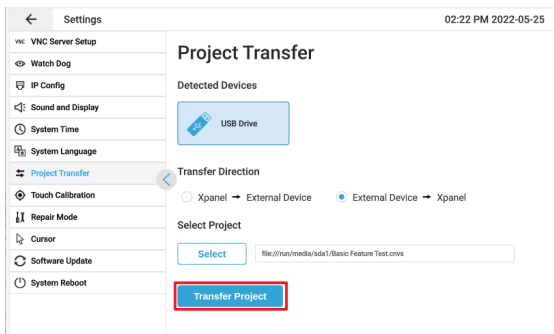 Settings
02:22 PM 2022-05-25
VNC VNC Server Setup
Watch Dog
IP Config
Sound and Display
System Time
System Language
Project Transfer
Touch Calibration
Repair Mode
Cursor
Software Update
System Reboot
Project Transfer
Detected Devices
USB Drive
Transfer Direction
Xpanel → External Device
External Device → Xpanel
Select Project
Select
file:///run/media/sda1/Basic Feature Test.cnvs
Transfer Project